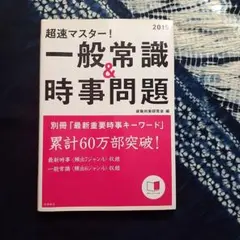 超速マスター!
一般常識
&
時事問題
就職対策研究会 編
別冊「最新重要時事キーワード」
累計60万部突破!
最新時事(頻出7ジャンル)収録
一般常識(頻出6ジャンル)収録